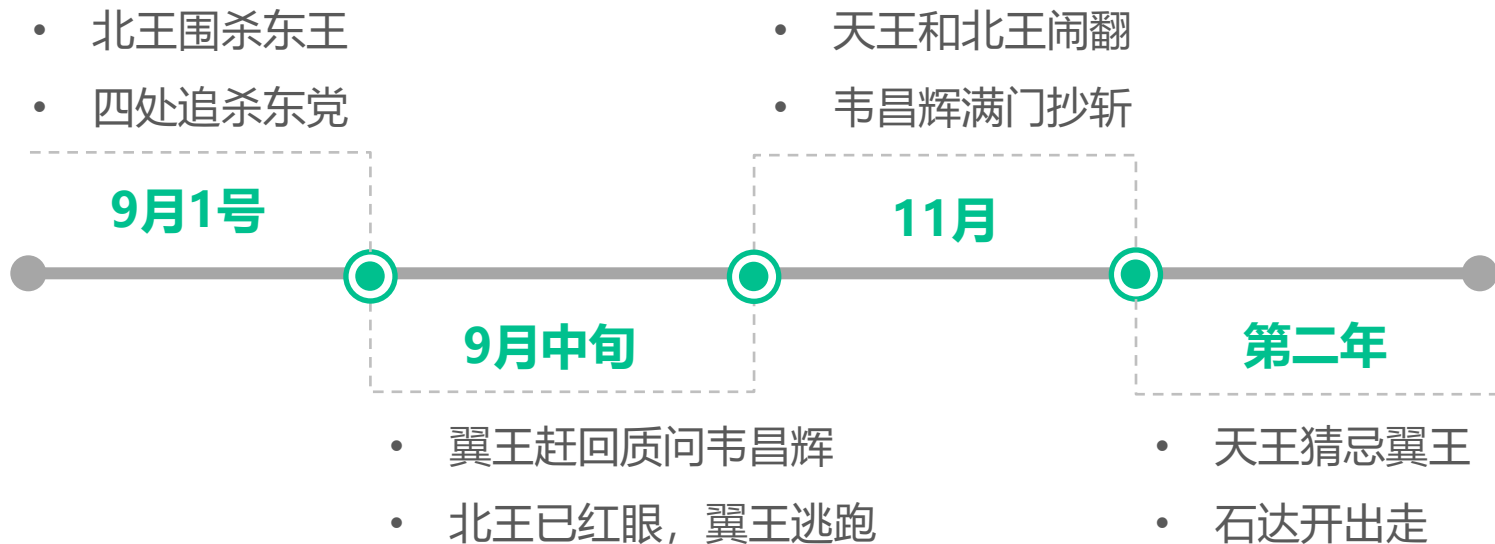 • 北王围杀东王
• 四处追杀东党
9月1号
9月中旬
• 翼王赶回质问韦昌辉
• 北王已红眼，翼王逃跑
• 天王和北王闹翻
• 韦昌辉满门抄斩
11月
第二年
• 天王猜忌翼王
• 石达开出走